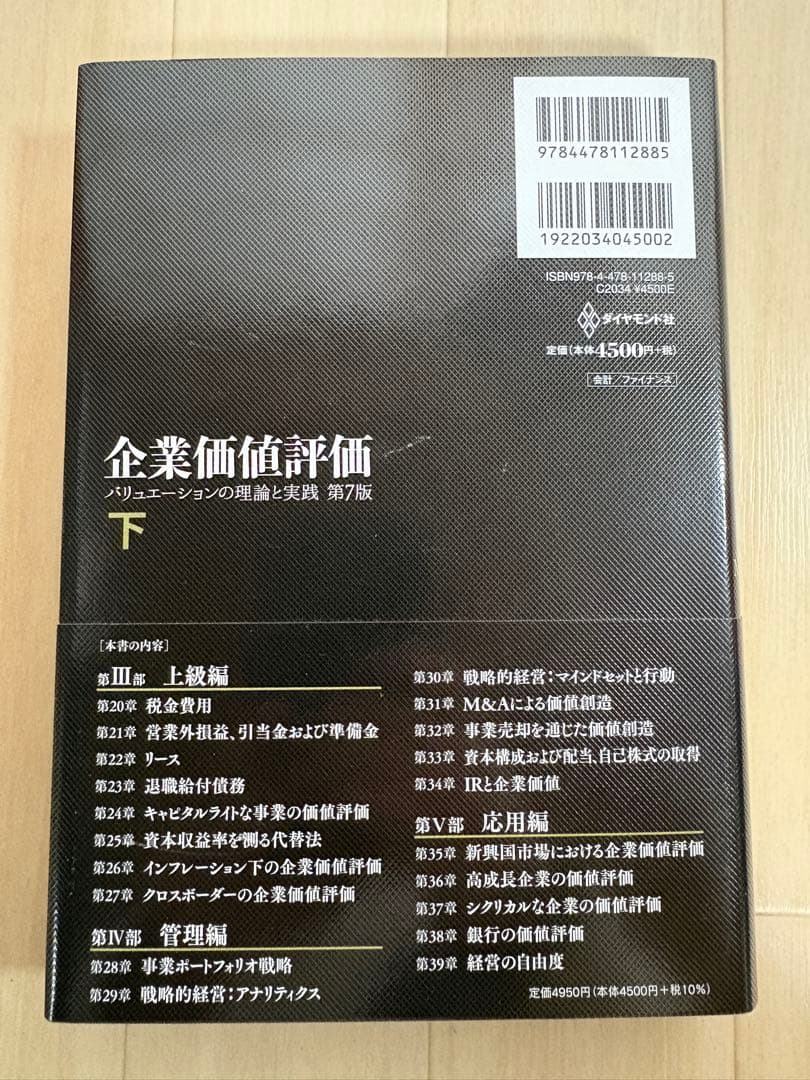 9784478112885
1922034045002
ISBN978-4-478-11288-5
C2034 ¥4500E
ダイヤモンド社
定価(本体4500円+税)
会計/ファイナンス
企業価値評価
バリュエーションの理論と実践 第7版
下
[本書の内容]
第Ⅲ部 上級編
第20章 税金費用
第21章 営業外損益、引当金および準備金
第22章 リース
第23章 退職給付債務
第24章 キャピタルライトな事業の価値評価
第25章 資本収益率を測る代替法
第26章 インフレーション下の企業価値評価
第27章 クロスボーダーの企業価値評価
第Ⅳ部 管理編
第28章 事業ポートフォリオ戦略
第29章 戦略的経営:アナリティクス
第30章 戦略的経営:マインドセットと行動
第31章 M&Aによる価値創造
第32章 事業売却を通じた価値創造
第33章 資本構成および配当、自己株式の取得
第34章 IRと企業価値
第Ⅴ部 応用編
第35章 新興国市場における企業価値評価
第36章 高成長企業の価値評価
第37章 シクリカルな企業の価値評価
第38章 銀行の価値評価
第39章 経営の自由度
定価4950円(本体4500円+税10%)